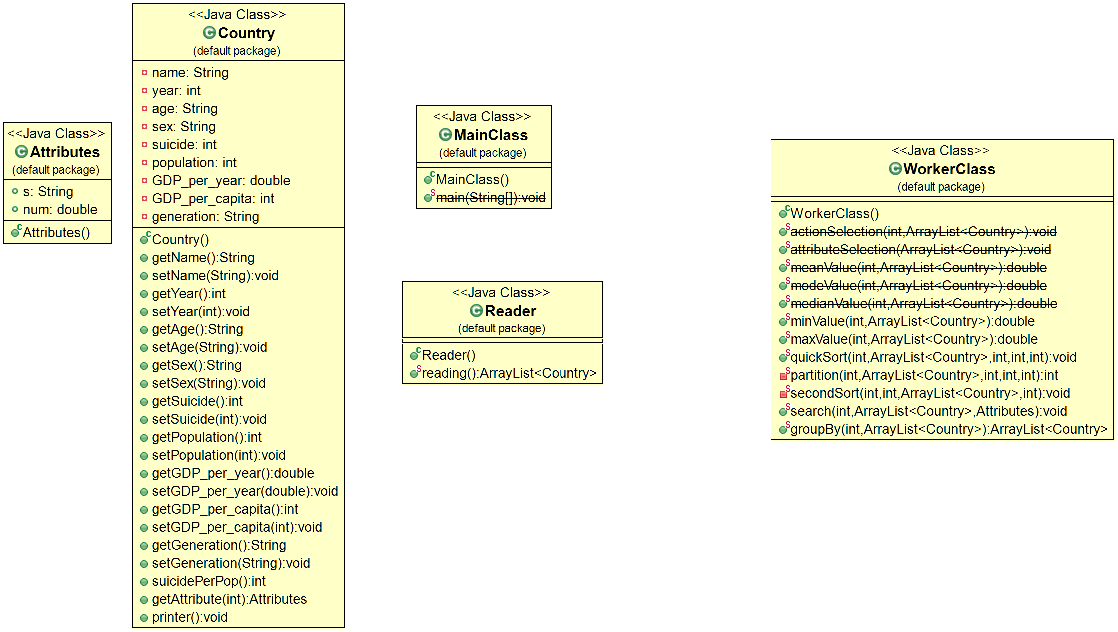 <<Java Class>>
Attributes
(default package)
s: String
num: double
Attributes()
<<Java Class>>
Country
(default package)
name: String
year: int
age: String
sex: String
suicide: int
population: int
GDP_per_year: double
GDP_per_capita: int
generation: String
Country()
getName():String
setName(String):void
getYear():int
setYear(int):void
getAge():String
setAge(String):void
getSex():String
setSex(String):void
getSuicide():int
setSuicide(int):void
getPopulation():int
setPopulation(int):void
getGDP_per_year():double
setGDP_per_year(double):void
getGDP_per_capita():int
setGDP_per_capita(int):void
getGeneration():String
setGeneration(String):void
suicidePerPop():int
getAttribute(int):Attributes
printer():void
<<Java Class>>
MainClass
(default package)
MainClass()
main(String[]):void
<<Java Class>>
Reader
(default package)
Reader()
reading():ArrayList<Country>
<<Java Class>>
WorkerClass
(default package)
WorkerClass()
actionSelection(int,ArrayList<Country>):void
attributeSelection(ArrayList<Country>):void
meanValue(int,ArrayList<Country>):double
modeValue(int,ArrayList<Country>):double
medianValue(int,ArrayList<Country>):double
minValue(int,ArrayList<Country>):double
maxValue(int,ArrayList<Country>):double
quickSort(int,ArrayList<Country>,int,int,int):void
partition(int,ArrayList<Country>,int,int,int):int
secondSort(int,int,ArrayList<Country>,int):void
search(int,ArrayList<Country>,Attributes):void
groupBy(int,ArrayList<Country>):ArrayList<Country>